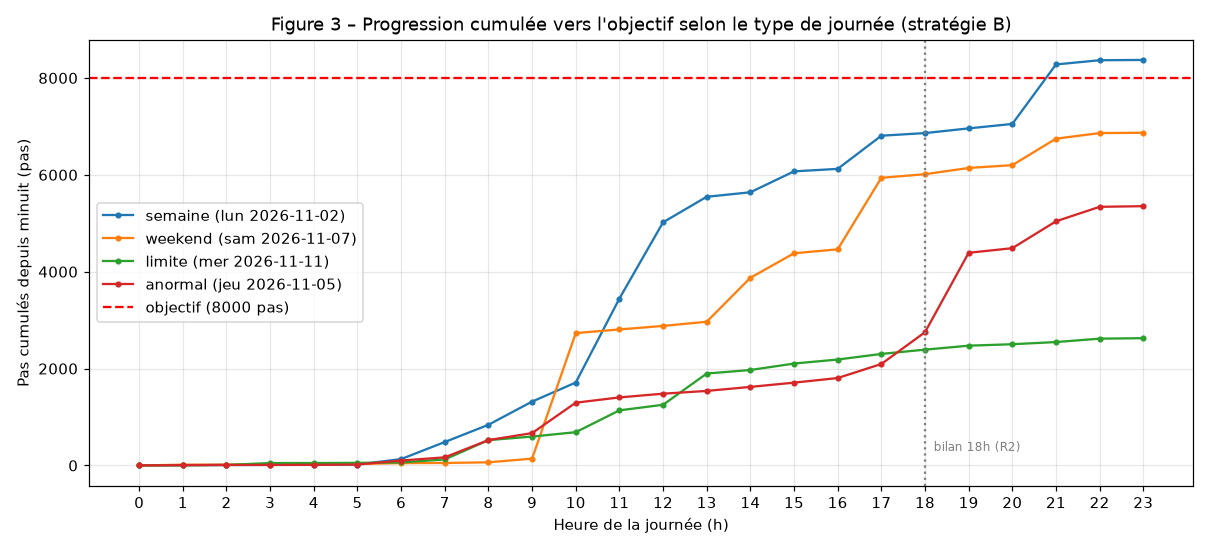 Figure 3 – Progression cumulée vers l'objectif selon le type de journée (stratégie B)
Pas cumulés depuis minuit (pas)
8000
6000
4000
2000
0
semaine (lun 2026-11-02)
weekend (sam 2026-11-07)
limite (mer 2026-11-11)
anormal (jeu 2026-11-05)
objectif (8000 pas)
bilan 18h (R2)
0 1 2 3 4 5 6 7 8 9 10 11 12 13 14 15 16 17 18 19 20 21 22 23
Heure de la journée (h)